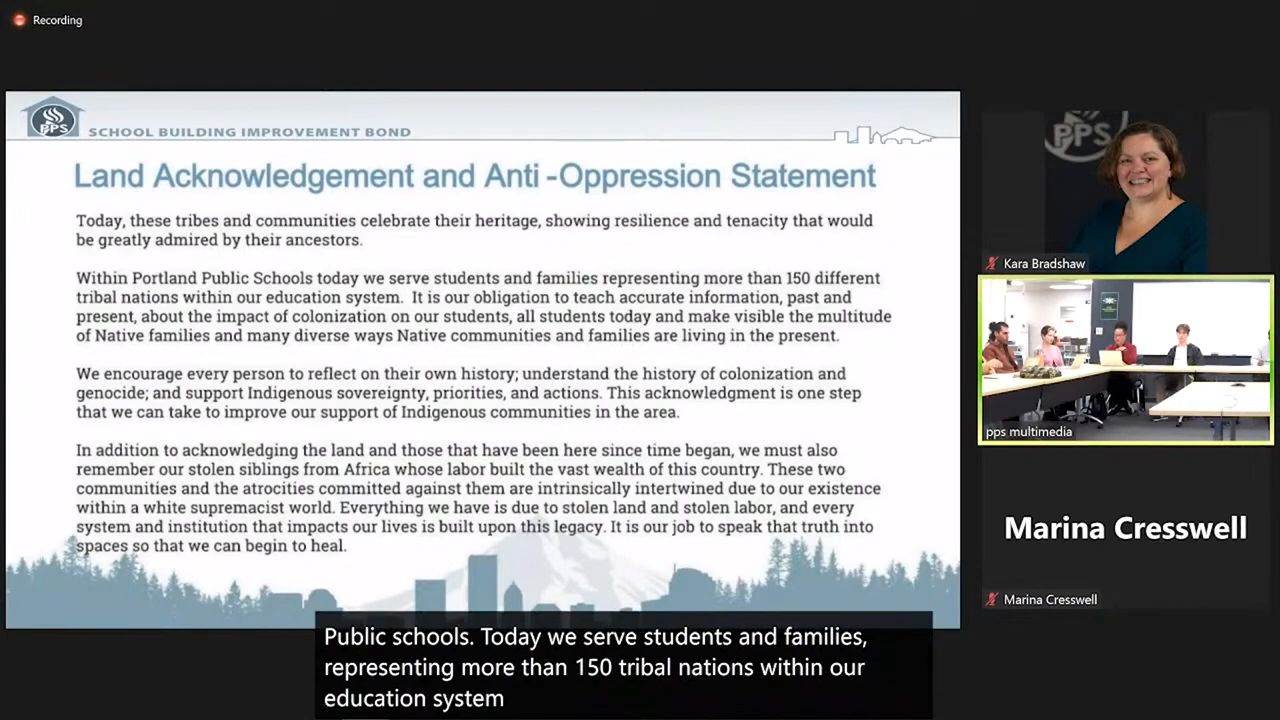 Recording
PPS
SCHOOL BUILDING IMPROVEMENT BOND
Land Acknowledgement and Anti -Oppression Statement
Today, these tribes and communities celebrate their heritage, showing resilience and tenacity that would
be greatly admired by their ancestors.
Within Portland Public Schools today we serve students and families representing more than 150 different
tribal nations within our education system. It is our obligation to teach accurate information, past and
present, about the impact of colonization on our students, all students today and make visible the multitude
of Native families and many diverse ways Native communities and families are living in the present.
We encourage every person to reflect on their own history; understand the history of colonization and
genocide; and support Indigenous sovereignty, priorities, and actions. This acknowledgment is one step
that we can take to improve our support of Indigenous communities in the area.
In addition to acknowledging the land and those that have been here since time began, we must also
remember our stolen siblings from Africa whose labor built the vast wealth of this country. These two
communities and the atrocities committed against them are intrinsically intertwined due to our existence
within a white supremacist world. Everything we have is due to stolen land and stolen labor, and every
system and institution that impacts our lives is built upon this legacy. It is our job to speak that truth into
spaces so that we can begin to heal.
Public schools. Today we serve students and families,
representing more than 150 tribal nations within our
education system
PPS
Kara Bradshaw
pps multimedia
Marina Cresswell
Marina Cresswell